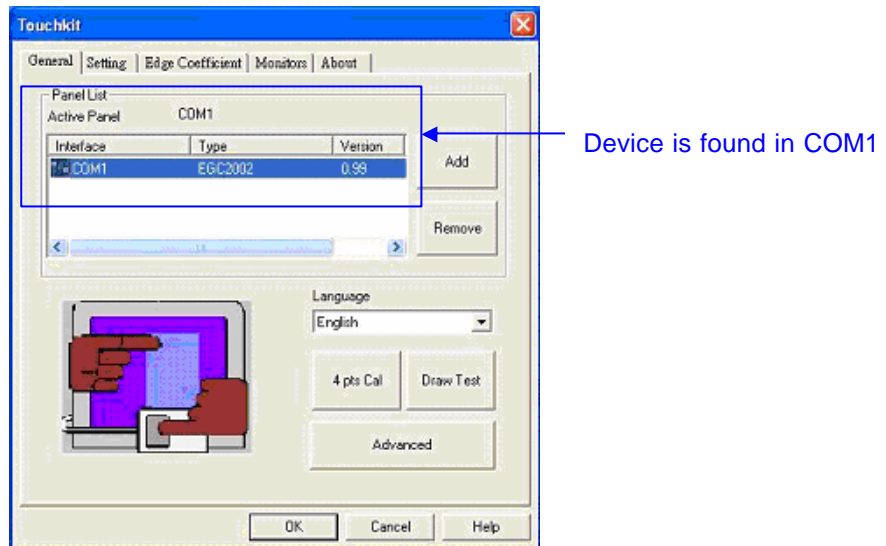 Touchkit
General Setting Edge Coefficient Monitors About
Panel List
Active Panel COM1
Interface Type Version
COM1 EGC2002 0.99
Add
Remove
Device is found in COM1
Language
English
4 pts Cal Draw Test
Advanced
OK Cancel Help